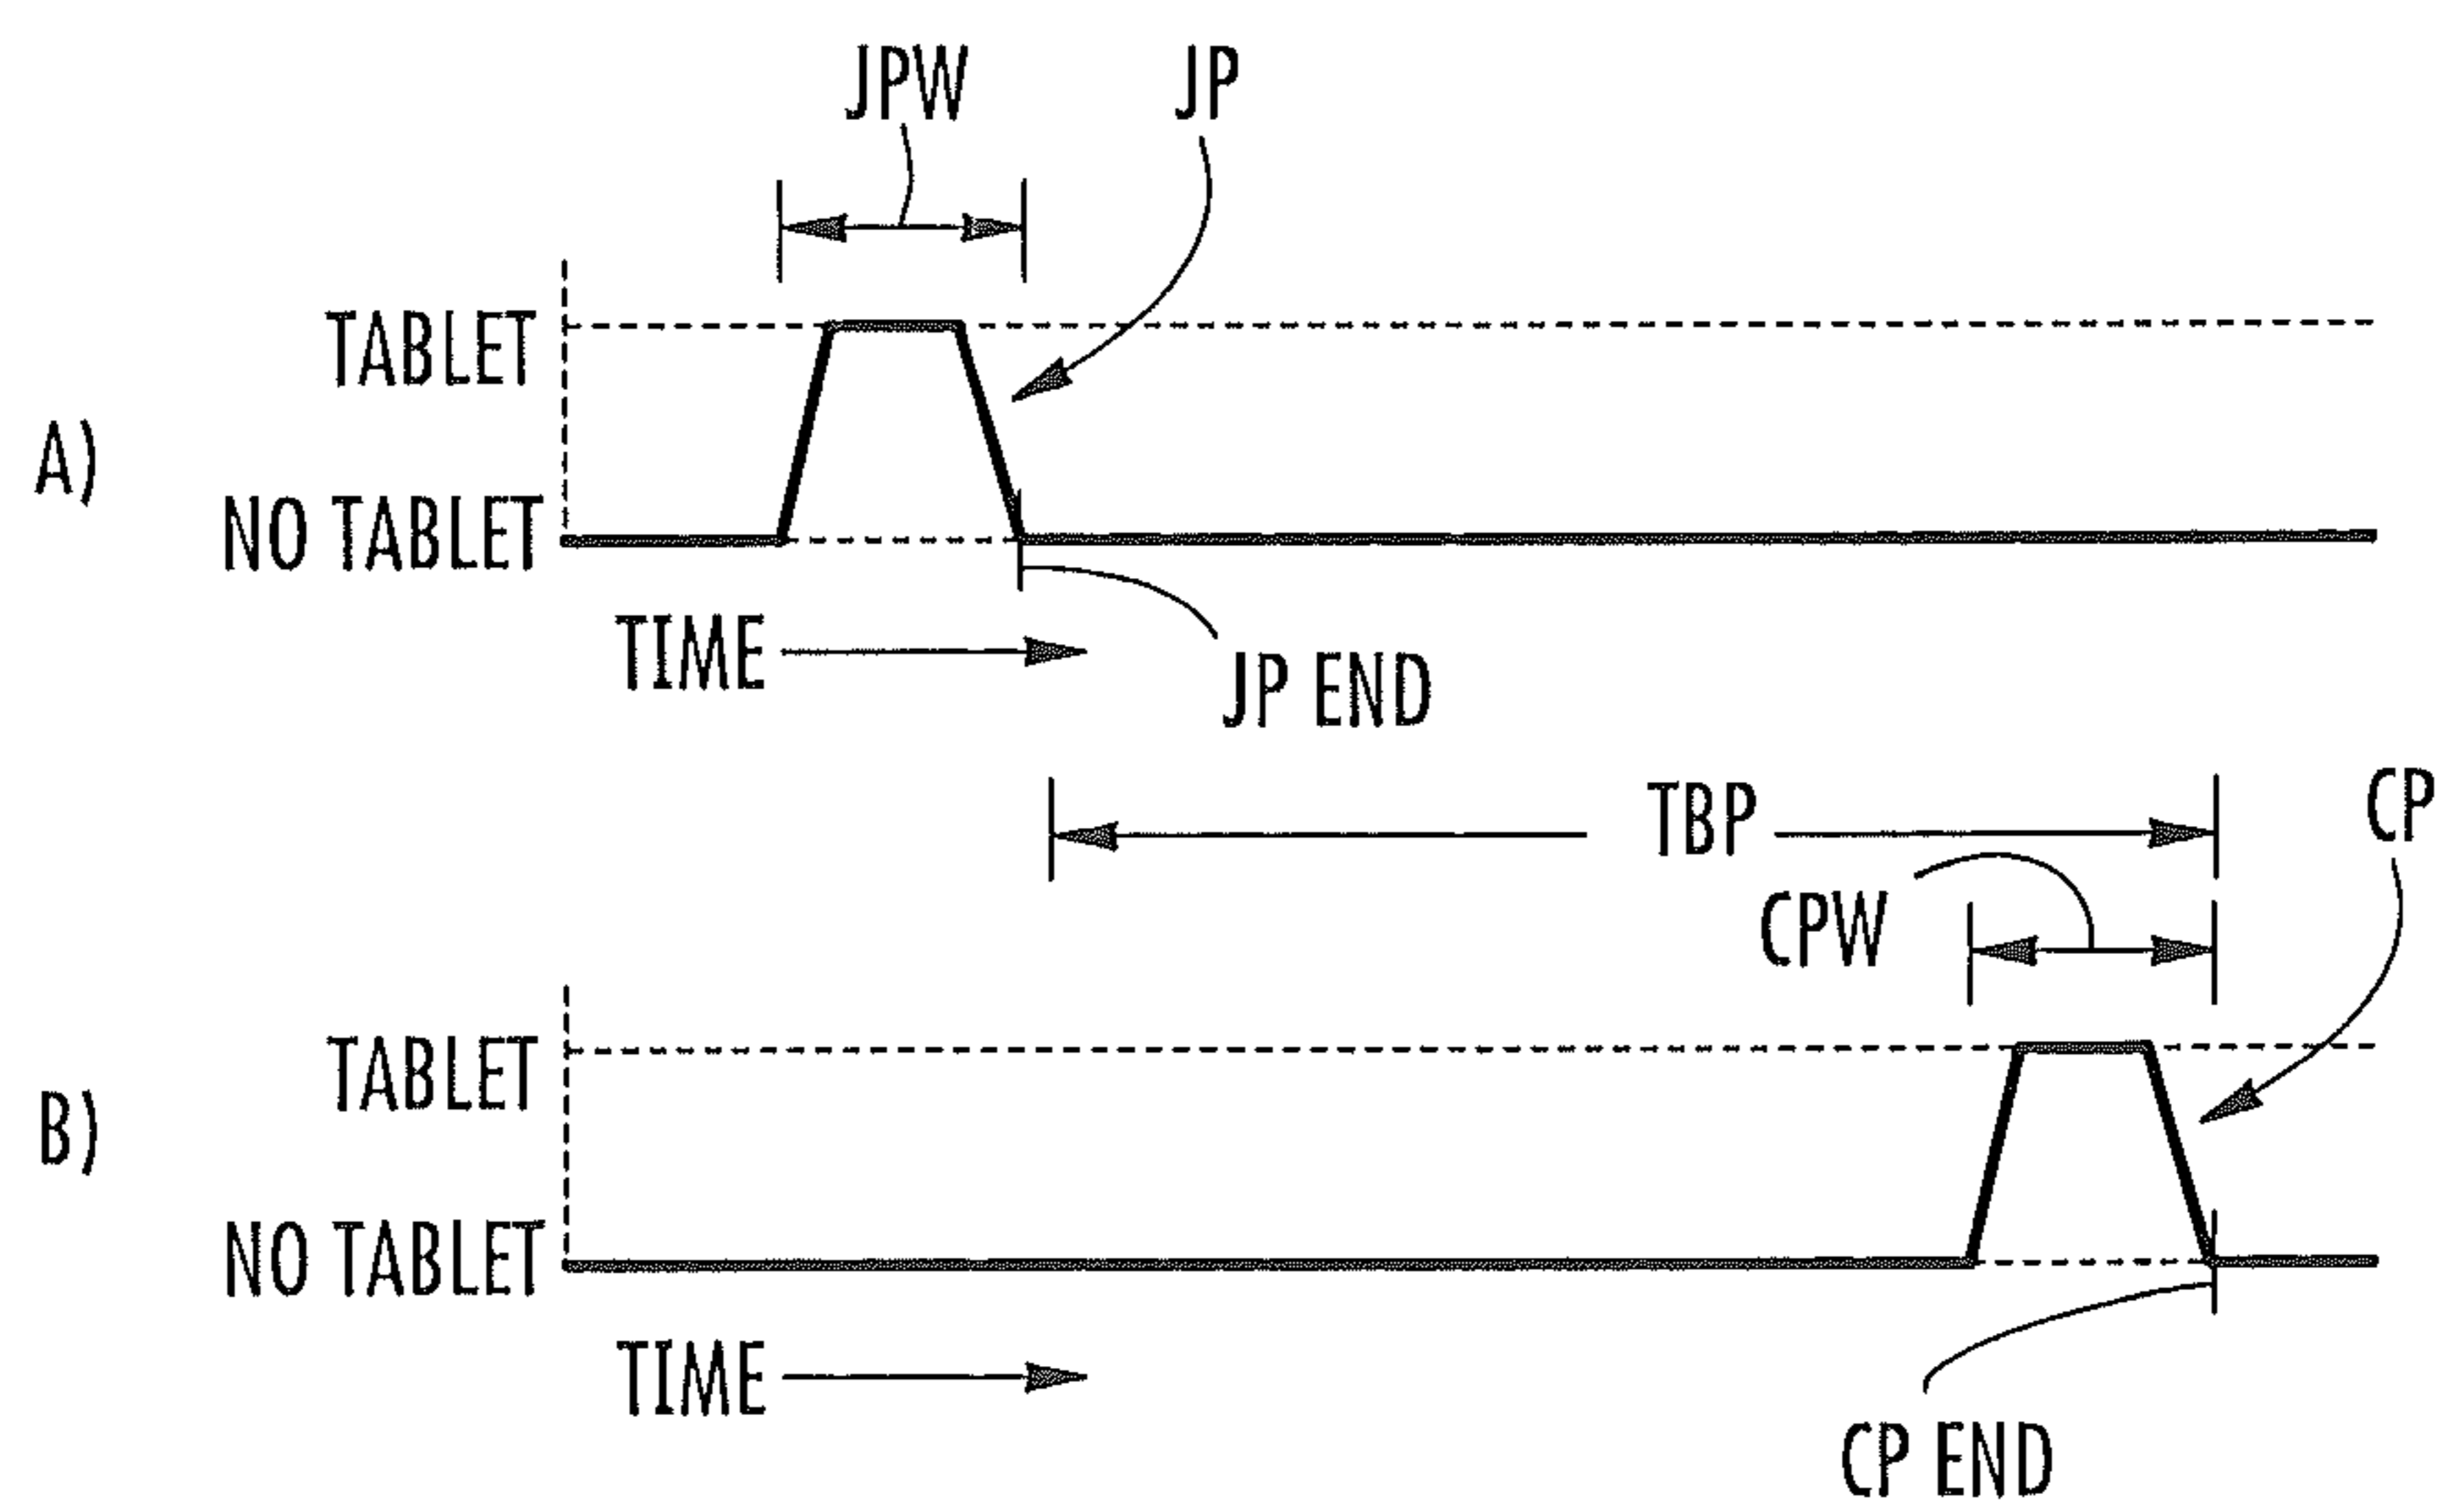 JPW
JP
TABLET
A)
NO TABLET
TIME
JP END
TBP
CP
CPW
TABLET
B)
NO TABLET
TIME
CP END